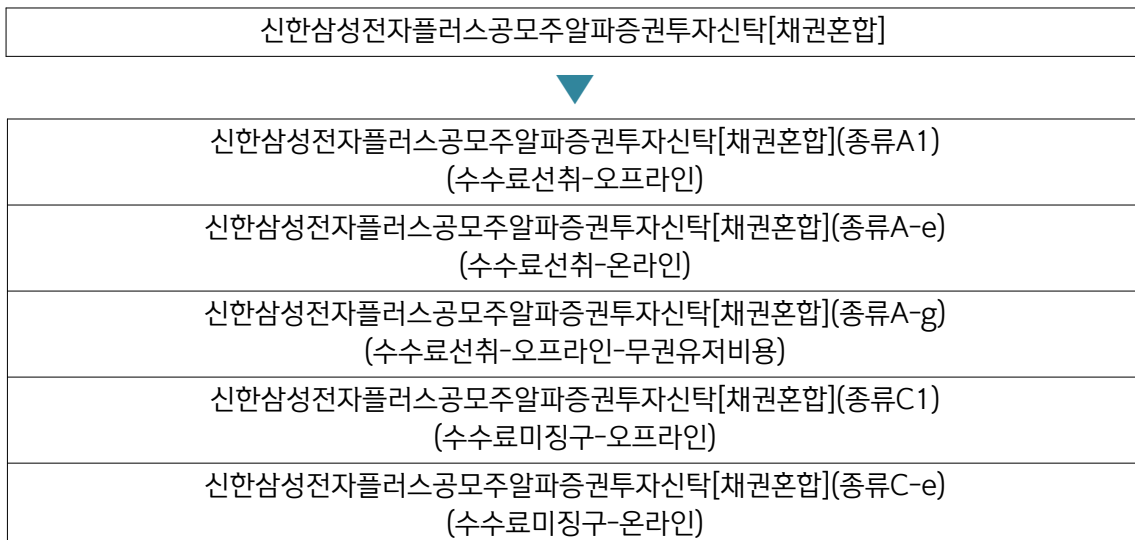 신한삼성전자플러스공모주알파증권투자신탁[채권혼합]
신한삼성전자플러스공모주알파증권투자신탁[채권혼합](종류A1)
(수수료선취-오프라인)
신한삼성전자플러스공모주알파증권투자신탁[채권혼합](종류A-e)
(수수료선취-온라인)
신한삼성전자플러스공모주알파증권투자신탁[채권혼합](종류A-g)
(수수료선취-오프라인-무권유저비용)
신한삼성전자플러스공모주알파증권투자신탁[채권혼합](종류C1)
(수수료미징구-오프라인)
신한삼성전자플러스공모주알파증권투자신탁[채권혼합](종류C-e)
(수수료미징구-온라인)